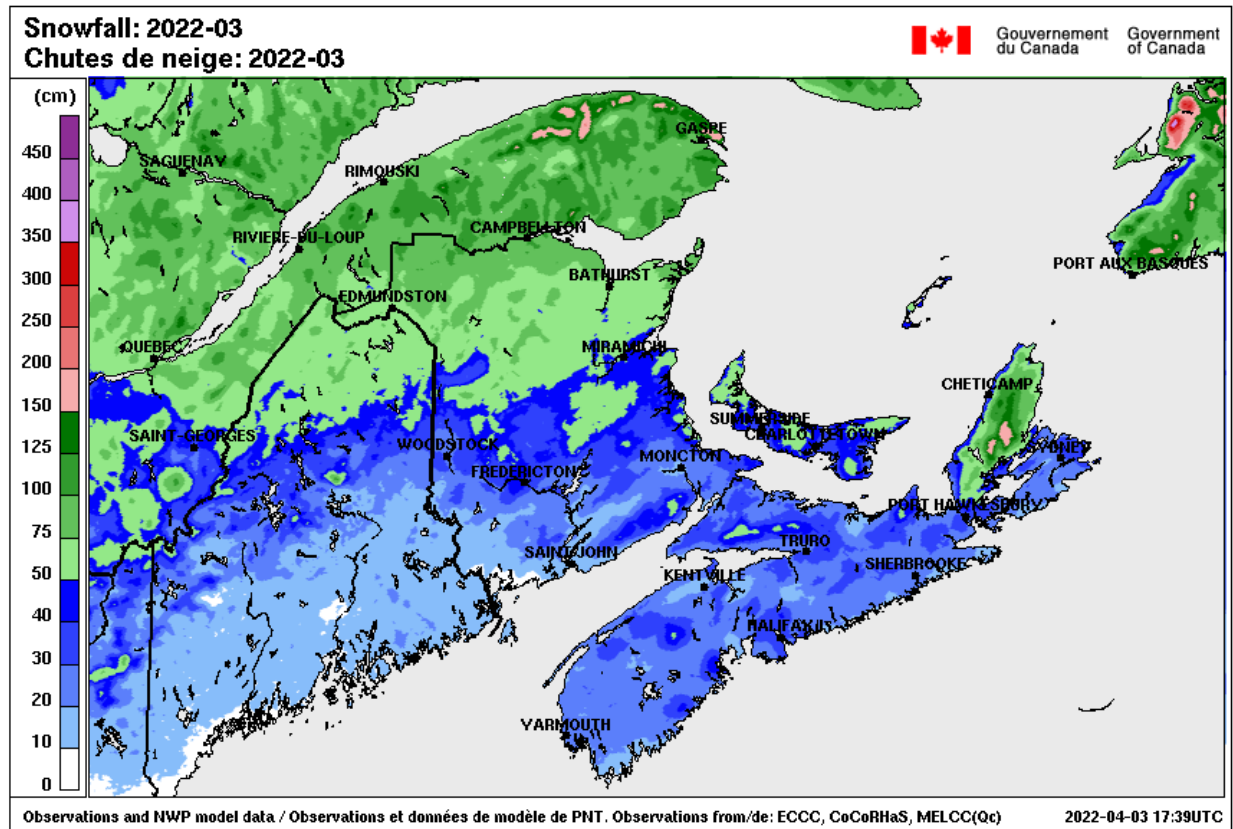 Snowfall: 2022-03
Chutes de neige: 2022-03
Gouvernement du Canada
Government of Canada
(cm)
450
400
350
300
250
200
150
125
100
75
50
40
30
20
10
0
GASPE
SAGUENAY
RIMOUSKI
CAMPBELLTON
RIVIERE-DU-LOUP
PORT AUX BASQUES
BATHURST
EDMUNDSTON
QUEBEC
MIRAMICHI
CHETICAMP
SUMMERSIDE
SAINT-GEORGES
CHARLOTTETOWN
WOODSTOCK
SYDNEY
MONCTON
FREDERICTON
PORT HAWKESBURY
TRURO
SAINT JOHN
SHERBROOKE
KENTVILLE
HALIFAX
YARMOUTH
Observations and NWP model data / Observations et données de modèle de PNT. Observations from/de: ECCC, CoCoRHaS, MELCC(Qc)
2022-04-03 17:39UTC